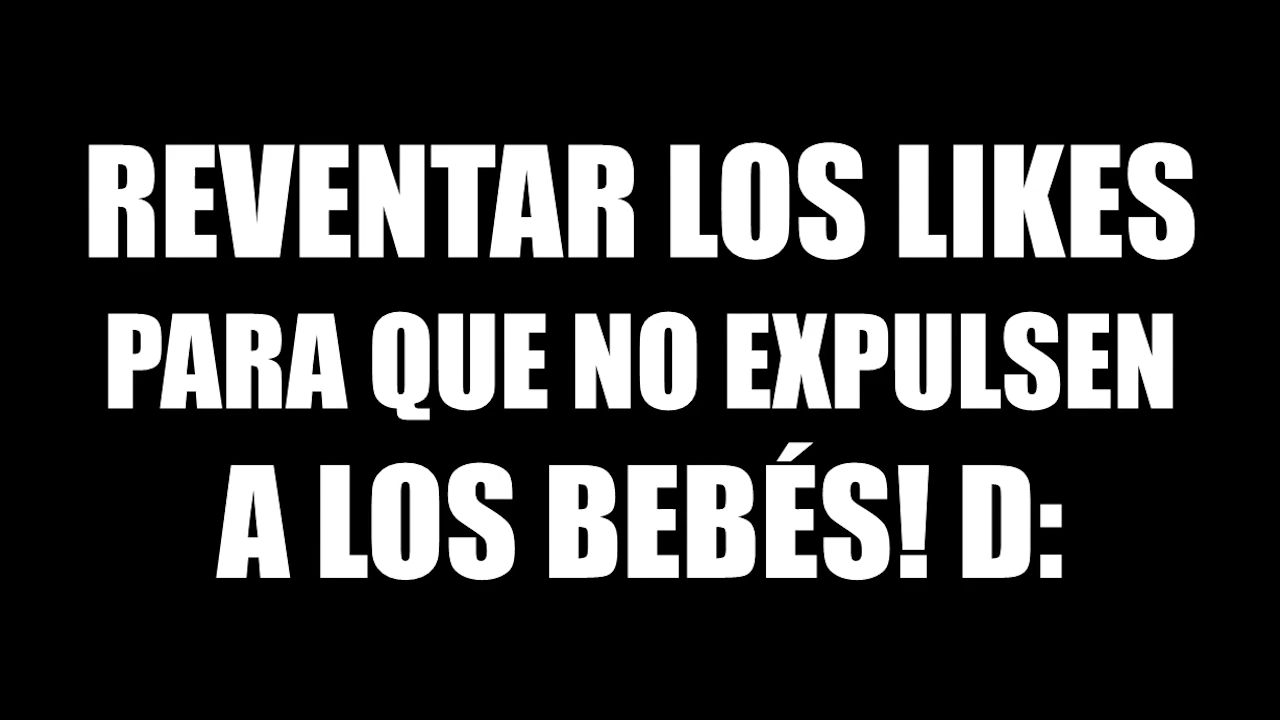 REVENTAR LOS LIKES
PARA QUE NO EXPULSEN
A LOS BEBÉS! D: